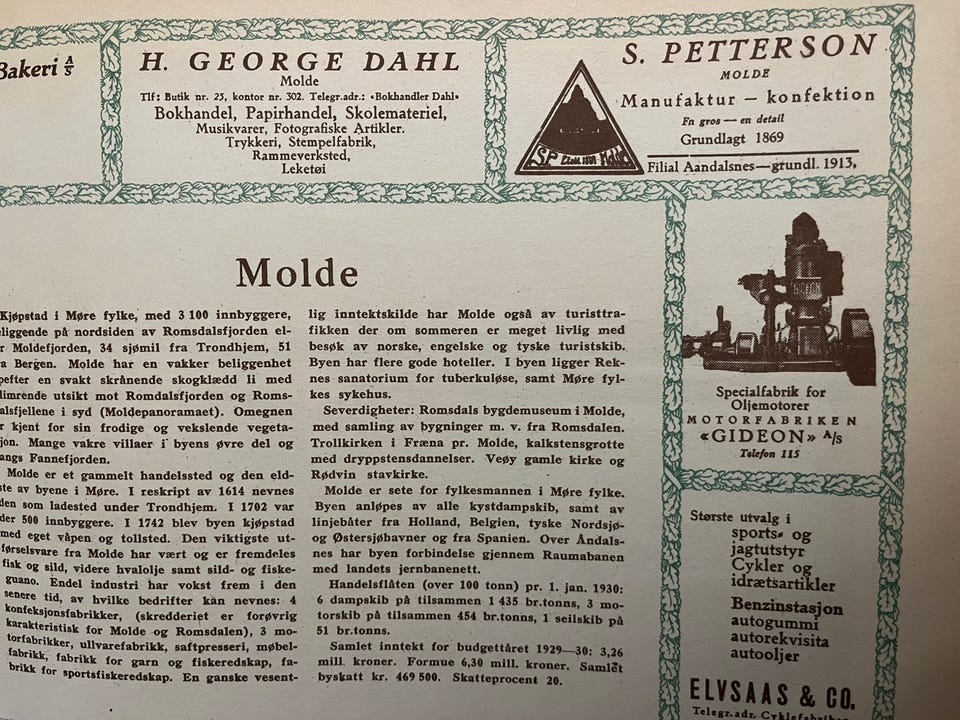 Bakeri A/S
H. GEORGE DAHL
Molde
Tlf: Butik nr. 25, kontor nr. 302. Telegr.adr.: «Bokhandler Dahl»
Bokhandel, Papirhandel, Skolemateriel,
Musikvarer, Fotografiske Artikler.
Trykkeri, Stempelfabrik,
Rammeverksted,
Leketøi
S. PETTERSON
MOLDE
Manufaktur — konfektion
En gros — en detail
Grundlagt 1869
Filial Aandalsnes—grundl. 1913.
S.P. Etabl. 1869 Molde
Molde
Kjøpstad i Møre fylke, med 3 100 innbyggere,
eliggende på nordsiden av Romsdalsfjorden el-
r Moldefjorden, 34 sjømil fra Trondhjem, 51
a Bergen. Molde har en vakker beliggenhet
pefter en svakt skrånende skogklædd li med
limrende utsikt mot Romsdalsfjorden og Roms-
alsfjellene i syd (Moldepanoramaet). Omegnen
r kjent for sin frodige og vekslende vegeta-
jon. Mange vakre villaer i byens øvre del og
angs Fannefjorden.
Molde er et gammelt handelssted og den eld-
ste av byene i Møre. I reskript av 1614 nevnes
den som ladested under Trondhjem. I 1702 var
der 500 innbyggere. I 1742 blev byen kjøpstad
med eget våpen og tollsted. Den viktigste ut-
førselsvare fra Molde har vært og er fremdeles
fisk og sild, videre hvalolje samt sild- og fiske-
guano. Endel industri har vokst frem i den
senere tid, av hvilke bedrifter kan nevnes: 4
konfeksjonsfabrikker, (skredderiet er forøvrig
karakteristisk for Molde og Romsdalen), 3 mo-
torfabrikker, ullvarefabrikk, saftpresseri, møbel-
fabrikk, fabrikk for garn og fiskeredskap, fa-
brikk for sportsfiskeredskap. En ganske vesent-
lig inntektskilde har Molde også av turisttra-
fikken der om sommeren er meget livlig med
besøk av norske, engelske og tyske turistskib.
Byen har flere gode hoteller. I byen ligger Rek-
nes sanatorium for tuberkuløse, samt Møre fyl-
kes sykehus.
Severdigheter: Romsdals bygdemuseum i Molde,
med samling av bygninger m. v. fra Romsdalen.
Trollkirken i Fræna pr. Molde, kalkstensgrotte
med dryppstensdannelser. Veøy gamle kirke og
Rødvin stavkirke.
Molde er sete for fylkesmannen i Møre fylke.
Byen anløpes av alle kystdampskib, samt av
linjebåter fra Holland, Belgien, tyske Nordsjø-
og Østersjøhavner og fra Spanien. Over Åndals-
nes har byen forbindelse gjennem Raumabanen
med landets jernbanenett.
Handelsflåten (over 100 tonn) pr. 1. jan. 1930:
6 dampskib på tilsammen 1 435 br.tonns, 3 mo-
torskib på tilsammen 454 br.tonns, 1 seilskib på
51 br.tonns.
Samlet inntekt for budgettåret 1929—30: 3,26
mill. kroner. Formue 6,30 mill. kroner. Samlet
byskatt kr. 469 500. Skatteprocent 20.
Specialfabrik for
Oljemotorer
MOTORFABRIKEN
«GIDEON» A/s
Telefon 115
Største utvalg i
sports- og
jagtutstyr
Cykler og
idrætsartikler
Benzinstasjon
autogummi
autorekvisita
autooljer
ELVSAAS & CO.
Telegr.adr. Cyklefabriken